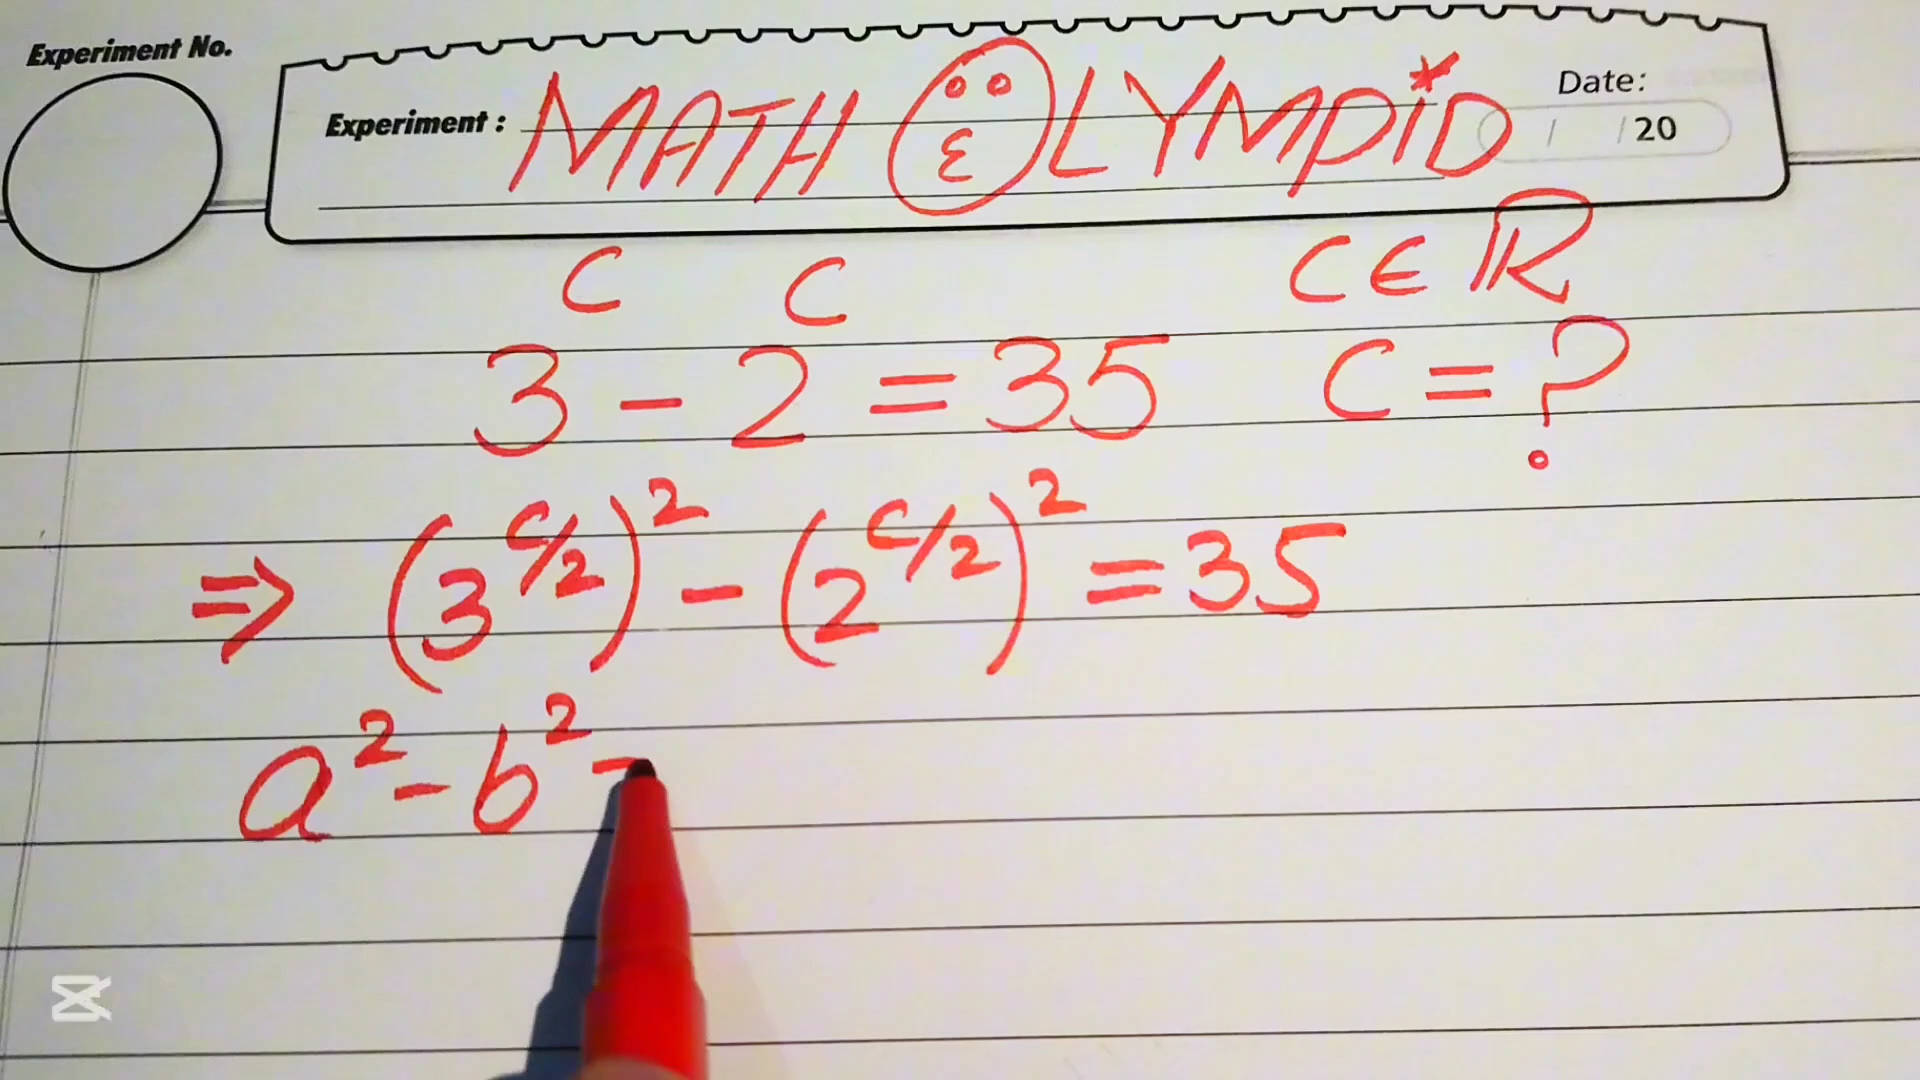 Experiment No.
Date:
Experiment : MATH OLYMPiD
/ /20
3^c - 2^c = 35
C ∈ ℝ
C = ?
⇒ (3^{c/2})^2 - (2^{c/2})^2 = 35
a^2 - b^2 -